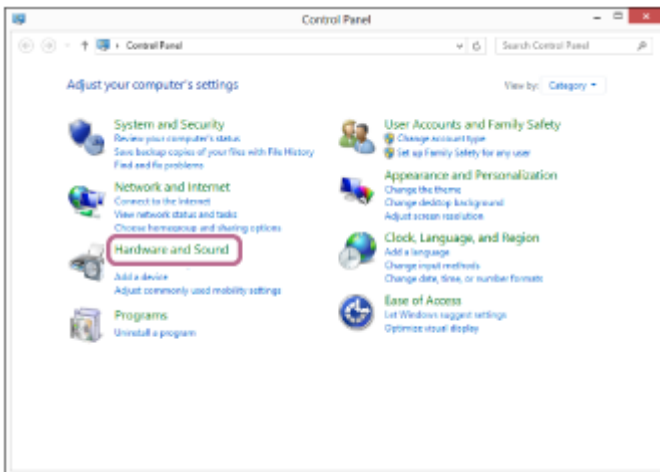 Control Panel
Control Panel
Search Control Panel
Adjust your computer's settings
View by: Category
System and Security
Review your computer's status
Save backup copies of your files with File History
Find and fix problems
Network and Internet
Connect to the Internet
View network status and tasks
Choose homegroup and sharing options
Hardware and Sound
Add a device
Adjust commonly used mobility settings
Programs
Uninstall a program
User Accounts and Family Safety
Change account type
Set up Family Safety for any user
Appearance and Personalization
Change the theme
Change desktop background
Adjust screen resolution
Clock, Language, and Region
Add a language
Change input methods
Change date, time, or number formats
Ease of Access
Let Windows suggest settings
Optimize visual display